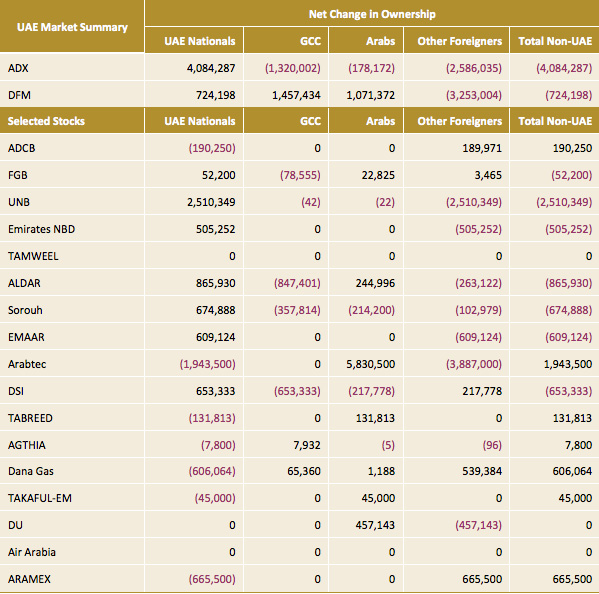 UAE Market Summary Net Change in Ownership
UAE Nationals GCC Arabs Other Foreigners Total Non-UAE
ADX 4,084,287 (1,320,002) (178,172) (2,586,035) (4,084,287)
DFM 724,198 1,457,434 1,071,372 (3,253,004) (724,198)
Selected Stocks UAE Nationals GCC Arabs Other Foreigners Total Non-UAE
ADCB (190,250) 0 0 189,971 190,250
FGB 52,200 (78,555) 22,825 3,465 (52,200)
UNB 2,510,349 (42) (22) (2,510,349) (2,510,349)
Emirates NBD 505,252 0 0 (505,252) (505,252)
TAMWEEL 0 0 0 0 0
ALDAR 865,930 (847,401) 244,996 (263,122) (865,930)
Sorouh 674,888 (357,814) (214,200) (102,979) (674,888)
EMAAR 609,124 0 0 (609,124) (609,124)
Arabtec (1,943,500) 0 5,830,500 (3,887,000) 1,943,500
DSI 653,333 (653,333) (217,778) 217,778 (653,333)
TABREED (131,813) 0 131,813 0 131,813
AGTHIA (7,800) 7,932 (5) (96) 7,800
Dana Gas (606,064) 65,360 1,188 539,384 606,064
TAKAFUL-EM (45,000) 0 45,000 0 45,000
DU 0 0 457,143 (457,143) 0
Air Arabia 0 0 0 0 0
ARAMEX (665,500) 0 0 665,500 665,500